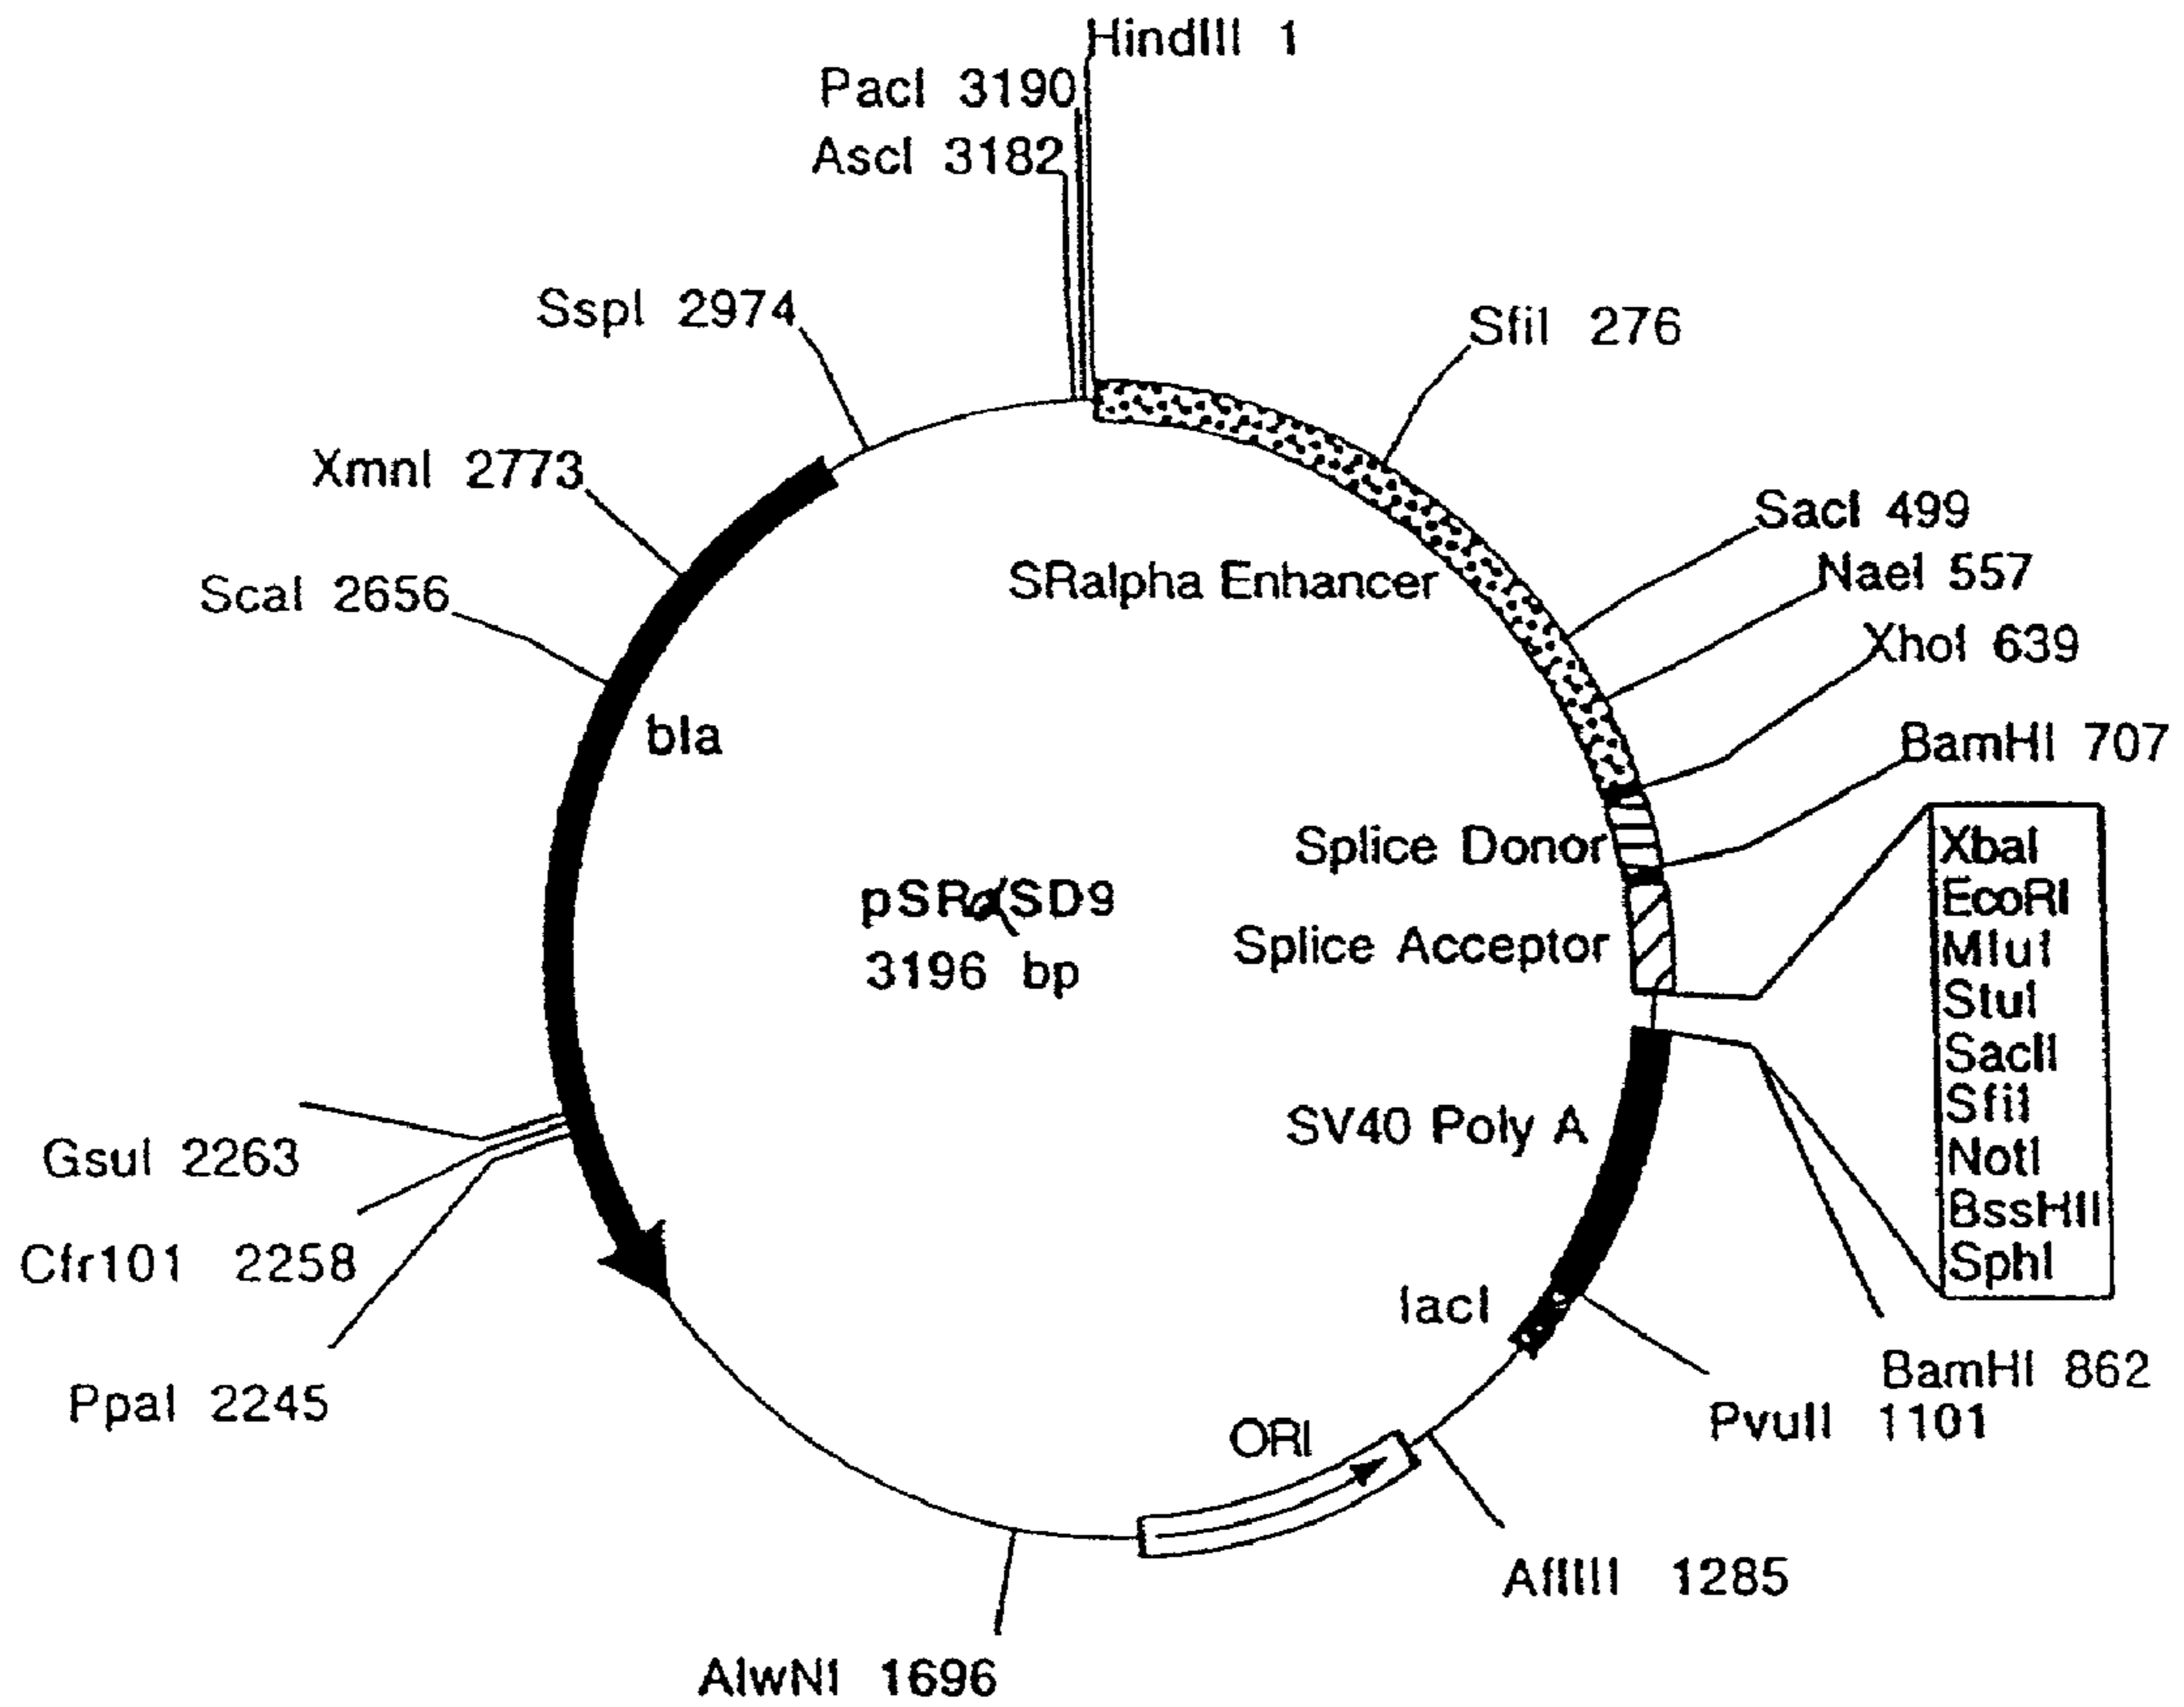 HindIII 1
PacI 3190
AscI 3182
SspI 2974
SfiI 276
XmnI 2773
SacI 499
NaeI 557
SRalpha Enhancer
ScaI 2656
XhoI 639
bla
BamHI 707
Splice Donor
XbaI
EcoRI
MluI
StuI
SacII
SfiI
NotI
BssHII
SphI
pSRαSD9
3196 bp
Splice Acceptor
SV40 Poly A
GsuI 2263
Cfr101 2258
lacI
PpaI 2245
BamHI 862
PvuII 1101
ORI
AflIII 1285
AlwNI 1696